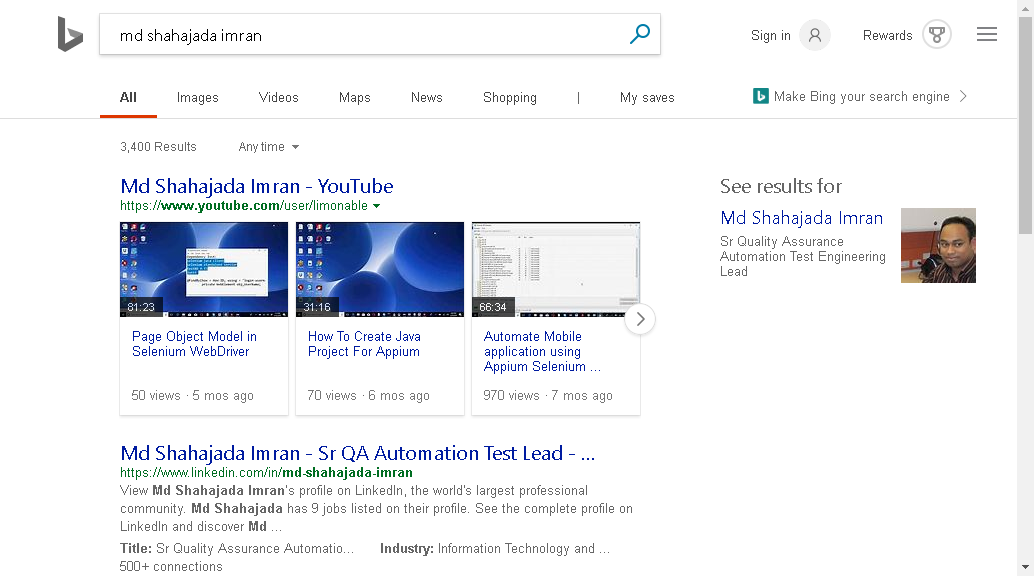 md shahajada imran
Sign in
Rewards
All
Images
Videos
Maps
News
Shopping
|
My saves
Make Bing your search engine
3,400 Results
Any time
Md Shahajada Imran - YouTube
https://www.youtube.com/user/limonable
81:23
31:16
66:34
Page Object Model in
Selenium WebDriver
50 views · 5 mos ago
How To Create Java
Project For Appium
70 views · 6 mos ago
Automate Mobile
application using
Appium Selenium ...
970 views · 7 mos ago
Md Shahajada Imran - Sr QA Automation Test Lead - ...
https://www.linkedin.com/in/md-shahajada-imran
View Md Shahajada Imran's profile on LinkedIn, the world's largest professional
community. Md Shahajada has 9 jobs listed on their profile. See the complete profile on
LinkedIn and discover Md ...
Title: Sr Quality Assurance Automatio...
Industry: Information Technology and ...
500+ connections
See results for
Md Shahajada Imran
Sr Quality Assurance
Automation Test Engineering
Lead